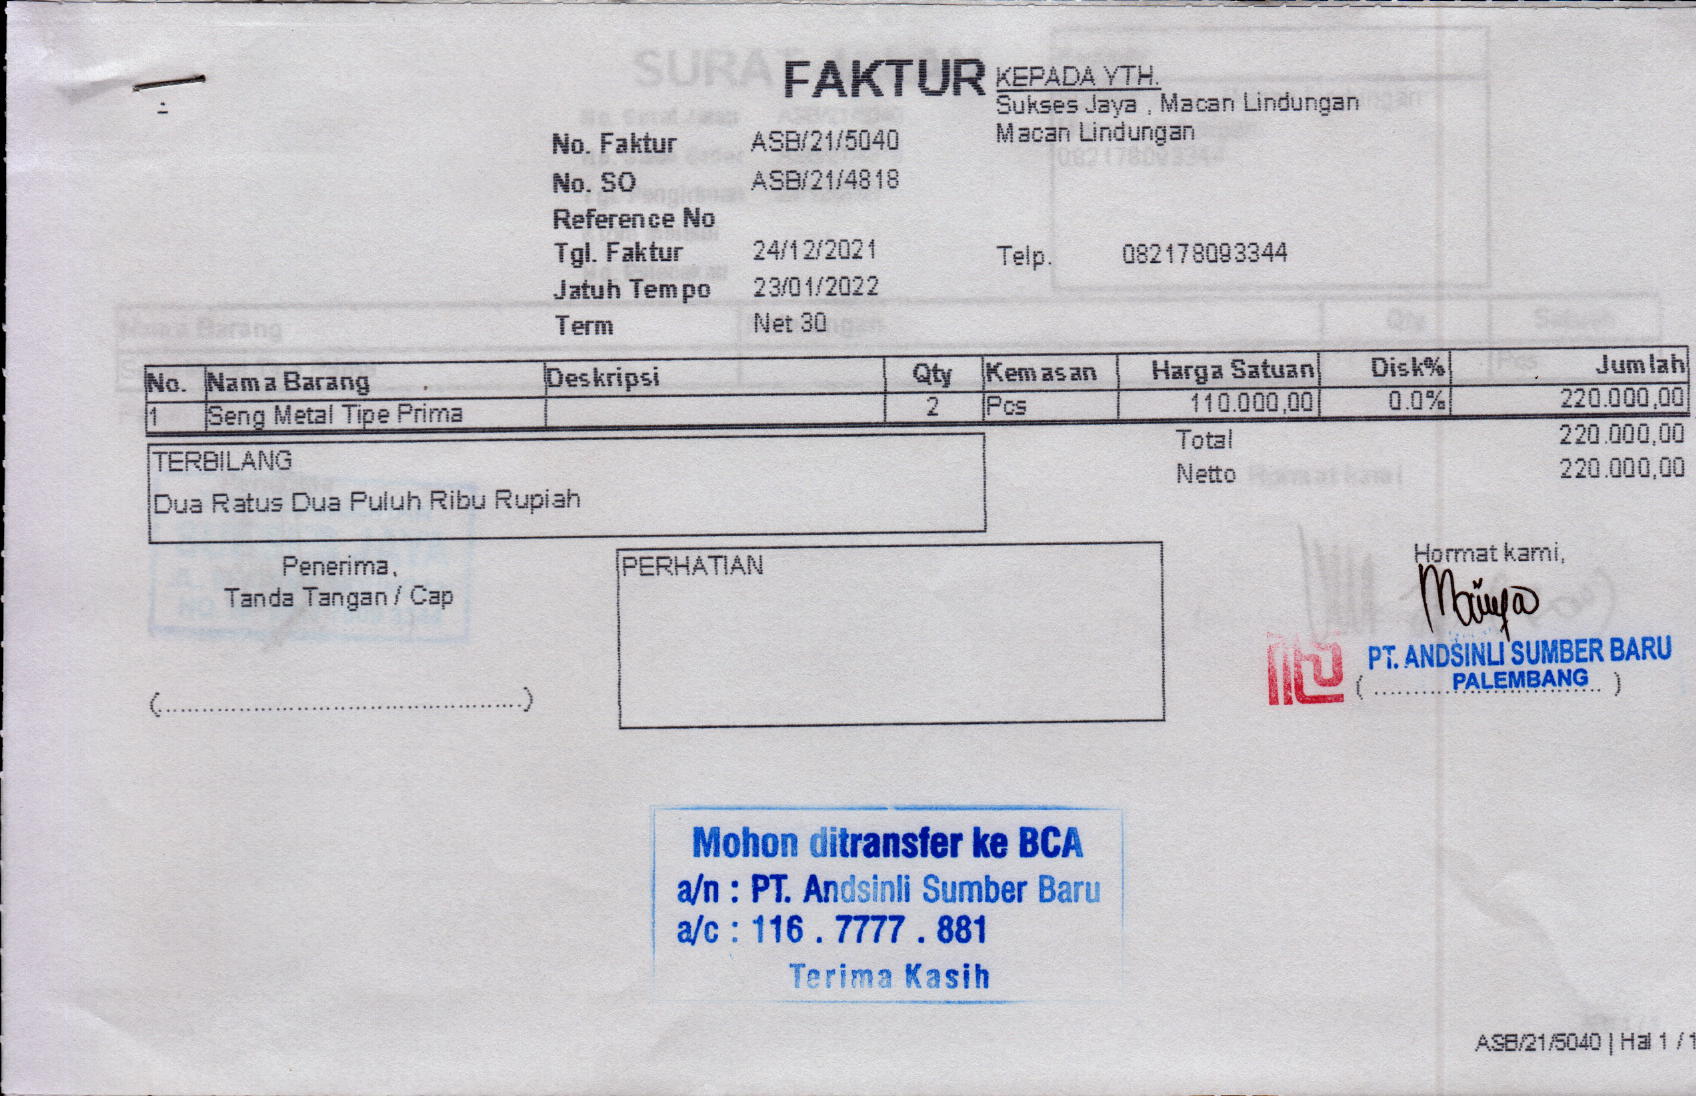 FAKTUR
KEPADA YTH.
Sukses Jaya , Macan Lindungan
Macan Lindungan
No. Faktur ASB/21/5040
No. SO ASB/21/4818
Reference No
Tgl. Faktur 24/12/2021
Telp. 082178093344
Jatuh Tempo 23/01/2022
Term Net 30
No. Nama Barang Deskripsi Qty Kemasan Harga Satuan Disk% Jumlah
1 Seng Metal Tipe Prima 2 Pcs 110.000,00 0.0% 220.000,00
Total 220.000,00
Netto 220.000,00
TERBILANG
Dua Ratus Dua Puluh Ribu Rupiah
Penerima,
Tanda Tangan / Cap
(..............................................)
PERHATIAN
Hormat kami,
PT. ANDSINLI SUMBER BARU
PALEMBANG
Mohon ditransfer ke BCA
a/n : PT. Andsinli Sumber Baru
a/c : 116 . 7777 . 881
Terima Kasih
ASB/21/5040 | Hal 1 / 1